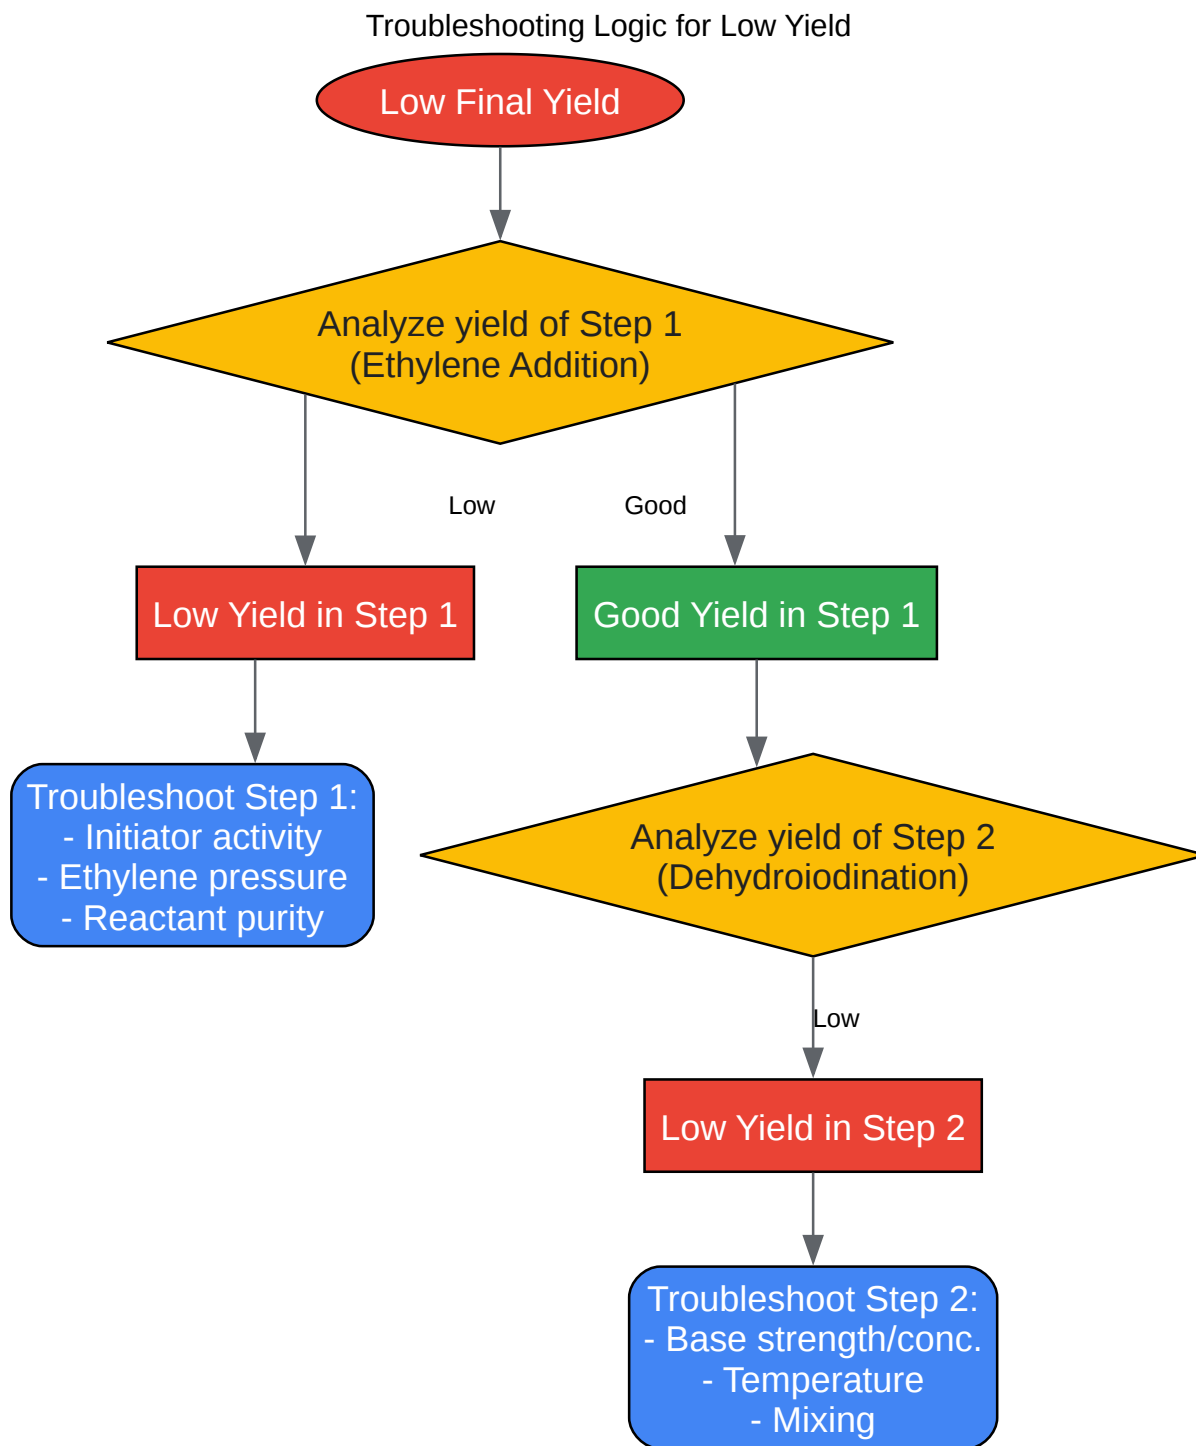 Troubleshooting Logic for Low Yield
Low Final Yield
Analyze yield of Step 1
(Ethylene Addition)
Low
Good
Low Yield in Step 1
Good Yield in Step 1
Troubleshoot Step 1:
- Initiator activity
- Ethylene pressure
- Reactant purity
Analyze yield of Step 2
(Dehydroiodination)
Low
Low Yield in Step 2
Troubleshoot Step 2:
- Base strength/conc.
- Temperature
- Mixing